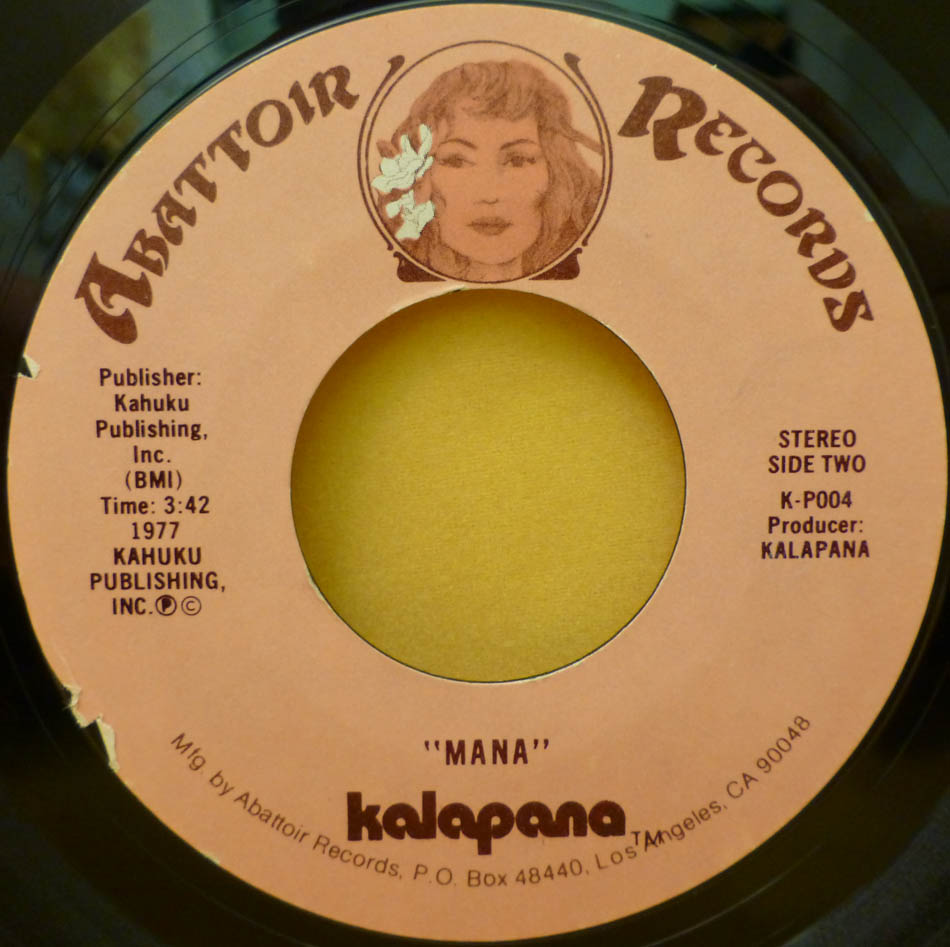 Abattoir Records
Publisher:
Kahuku
Publishing,
Inc.
(BMI)
Time: 3:42
1977
KAHUKU
PUBLISHING,
INC.℗©
STEREO
SIDE TWO
K-P004
Producer:
KALAPANA
"MANA"
kalapana TM
Mfg. by Abattoir Records, P.O. Box 48440, Los Angeles, CA 90048